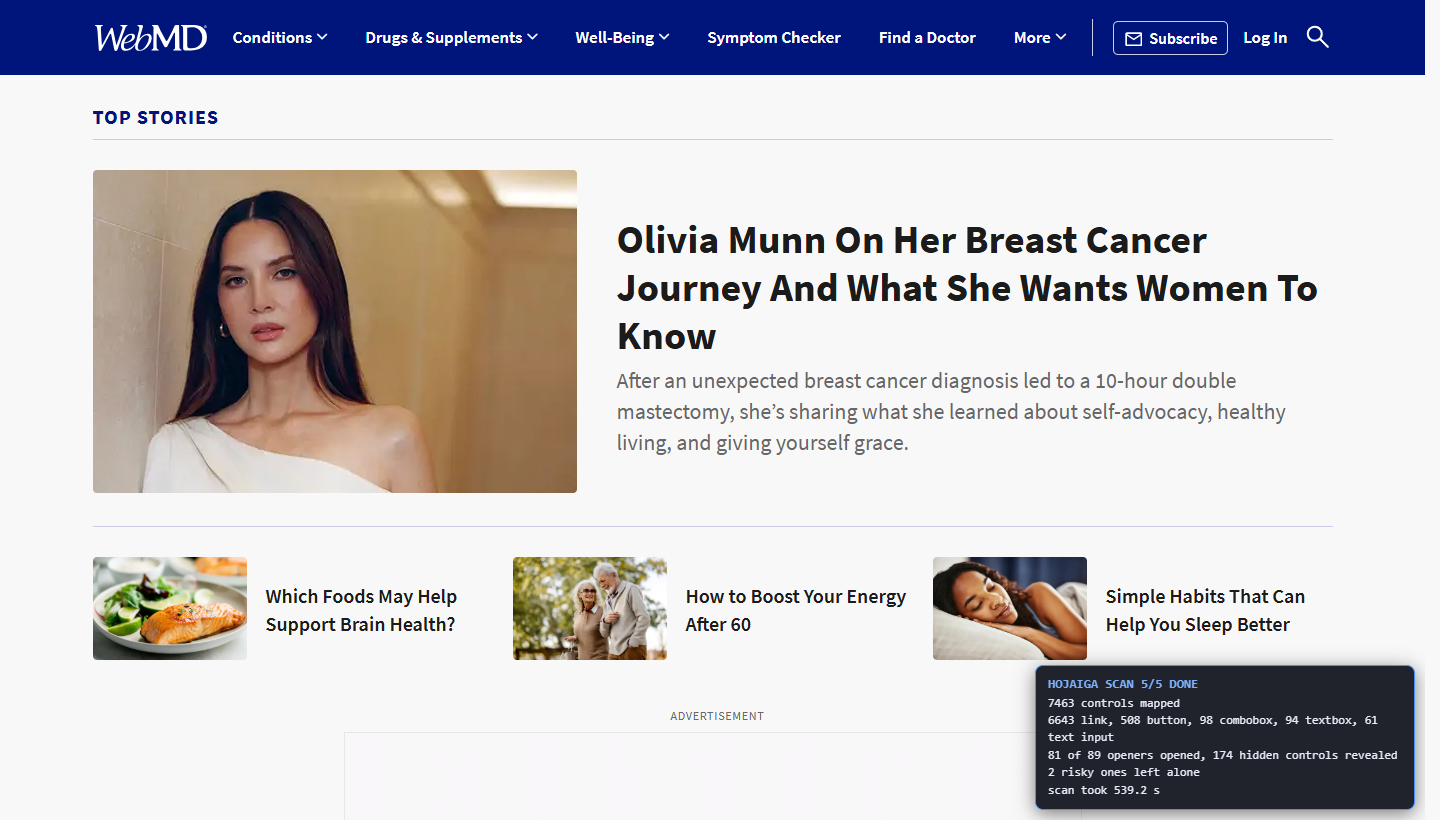 WebMD
Conditions
Drugs & Supplements
Well-Being
Symptom Checker
Find a Doctor
More
Subscribe
Log In
TOP STORIES
Olivia Munn On Her Breast Cancer
Journey And What She Wants Women To
Know
After an unexpected breast cancer diagnosis led to a 10-hour double
mastectomy, she’s sharing what she learned about self-advocacy, healthy
living, and giving yourself grace.
Which Foods May Help
Support Brain Health?
How to Boost Your Energy
After 60
Simple Habits That Can
Help You Sleep Better
ADVERTISEMENT
HOJAIGA SCAN 5/5 DONE
7463 controls mapped
6643 link, 508 button, 98 combobox, 94 textbox, 61
text input
81 of 89 openers opened, 174 hidden controls revealed
2 risky ones left alone
scan took 539.2 s